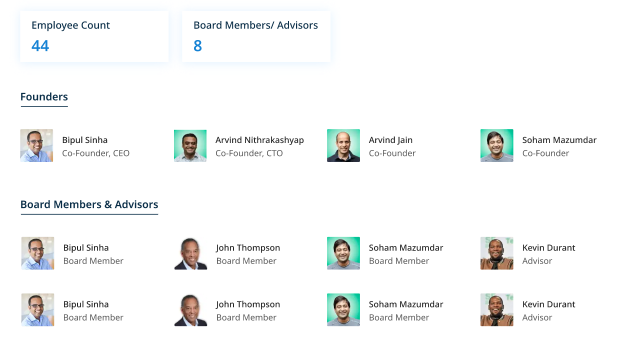 Employee Count
44
Board Members/ Advisors
8
Founders
Bipul Sinha
Co-Founder, CEO
Arvind Nithrakashyap
Co-Founder, CTO
Arvind Jain
Co-Founder
Soham Mazumdar
Co-Founder
Board Members & Advisors
Bipul Sinha
Board Member
John Thompson
Board Member
Soham Mazumdar
Board Member
Kevin Durant
Advisor
Bipul Sinha
Board Member
John Thompson
Board Member
Soham Mazumdar
Board Member
Kevin Durant
Advisor